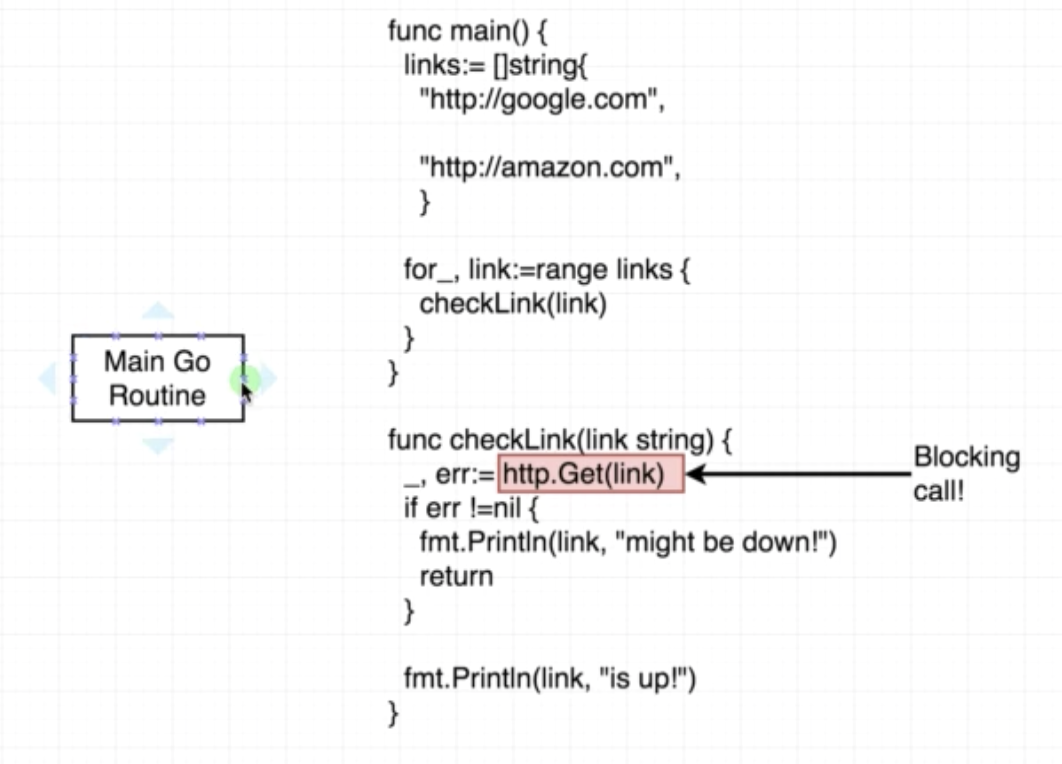 func main() {
links:= []string{
"http://google.com",
"http://amazon.com",
}
for_, link:=range links {
checkLink(link)
}
}
Main Go
Routine
func checkLink(link string) {
_, err:= http.Get(link)
if err !=nil {
fmt.Println(link, "might be down!")
return
}
fmt.Println(link, "is up!")
}
Blocking
call!